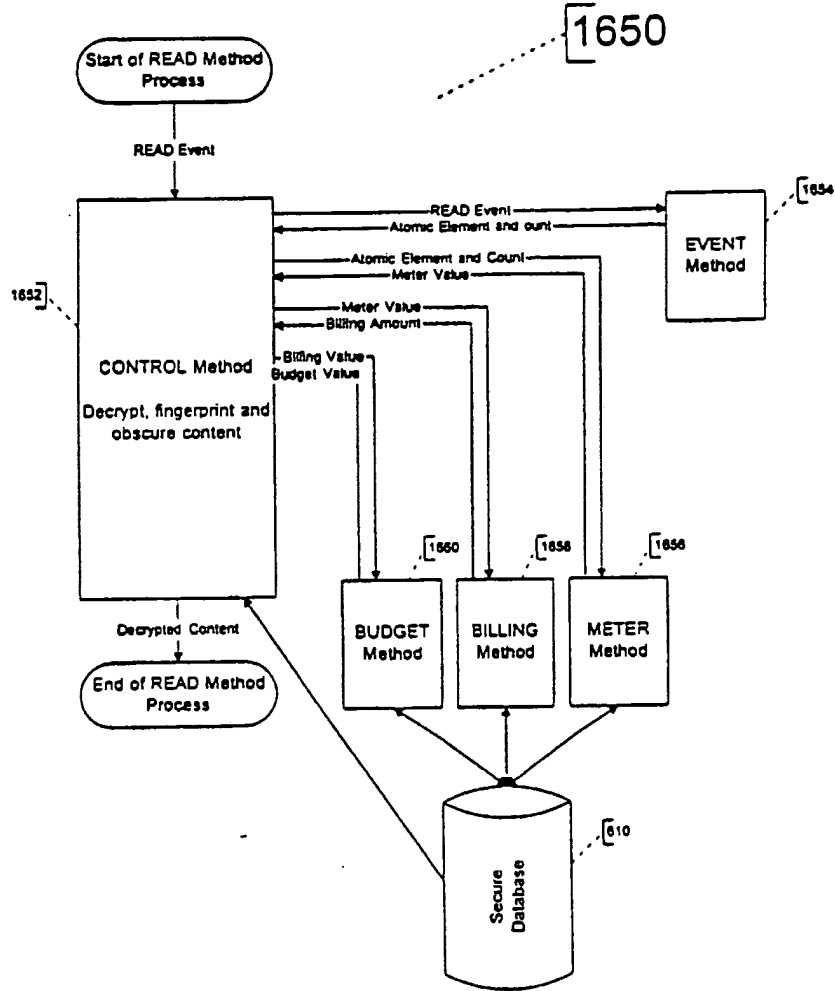 1650
Start of READ Method
Process
READ Event
1654
READ Event
Atomic Element and ount
EVENT
Method
Atomic Element and Count
Meter Value
1652
Meter Value
Billing Amount
Billing Value
Budget Value
CONTROL Method
Decrypt, fingerprint and
obscure content
1660
1658
1656
BUDGET
Method
BILLING
Method
METER
Method
Decrypted Content
End of READ Method
Process
610
Secure
Database